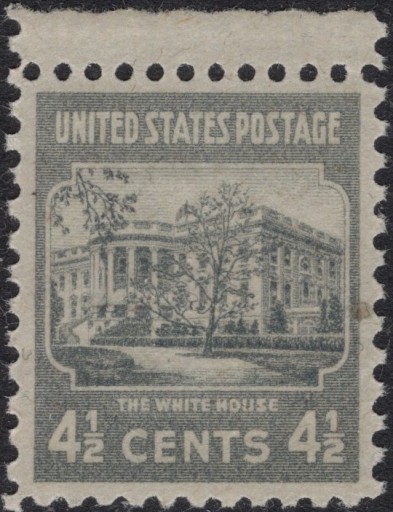 UNITED STATES POSTAGE
THE WHITE HOUSE
4½ CENTS 4½